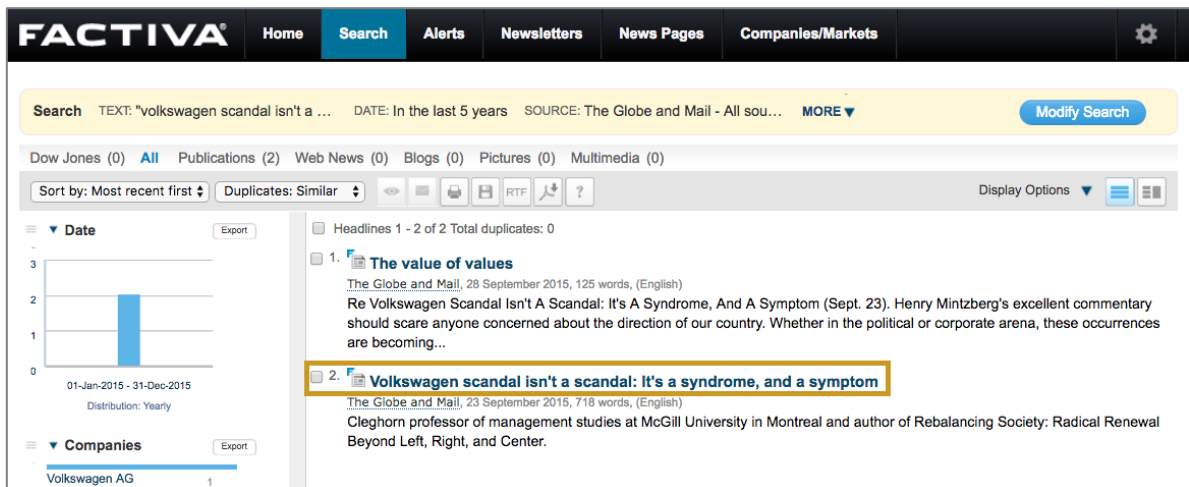 FACTIVA® Home Search Alerts Newsletters News Pages Companies/Markets
Search TEXT: "volkswagen scandal isn't a ... DATE: In the last 5 years SOURCE: The Globe and Mail - All sou... MORE ▼ Modify Search
Dow Jones (0) All Publications (2) Web News (0) Blogs (0) Pictures (0) Multimedia (0)
Sort by: Most recent first Duplicates: Similar RTF ? Display Options ▼
▼ Date Export
3
2
1
0
01-Jan-2015 - 31-Dec-2015
Distribution: Yearly
▼ Companies Export
Volkswagen AG 1
Headlines 1 - 2 of 2 Total duplicates: 0
1. The value of values
The Globe and Mail, 28 September 2015, 125 words, (English)
Re Volkswagen Scandal Isn't A Scandal: It's A Syndrome, And A Symptom (Sept. 23). Henry Mintzberg's excellent commentary
should scare anyone concerned about the direction of our country. Whether in the political or corporate arena, these occurrences
are becoming...
2. Volkswagen scandal isn't a scandal: It's a syndrome, and a symptom
The Globe and Mail, 23 September 2015, 718 words, (English)
Cleghorn professor of management studies at McGill University in Montreal and author of Rebalancing Society: Radical Renewal
Beyond Left, Right, and Center.